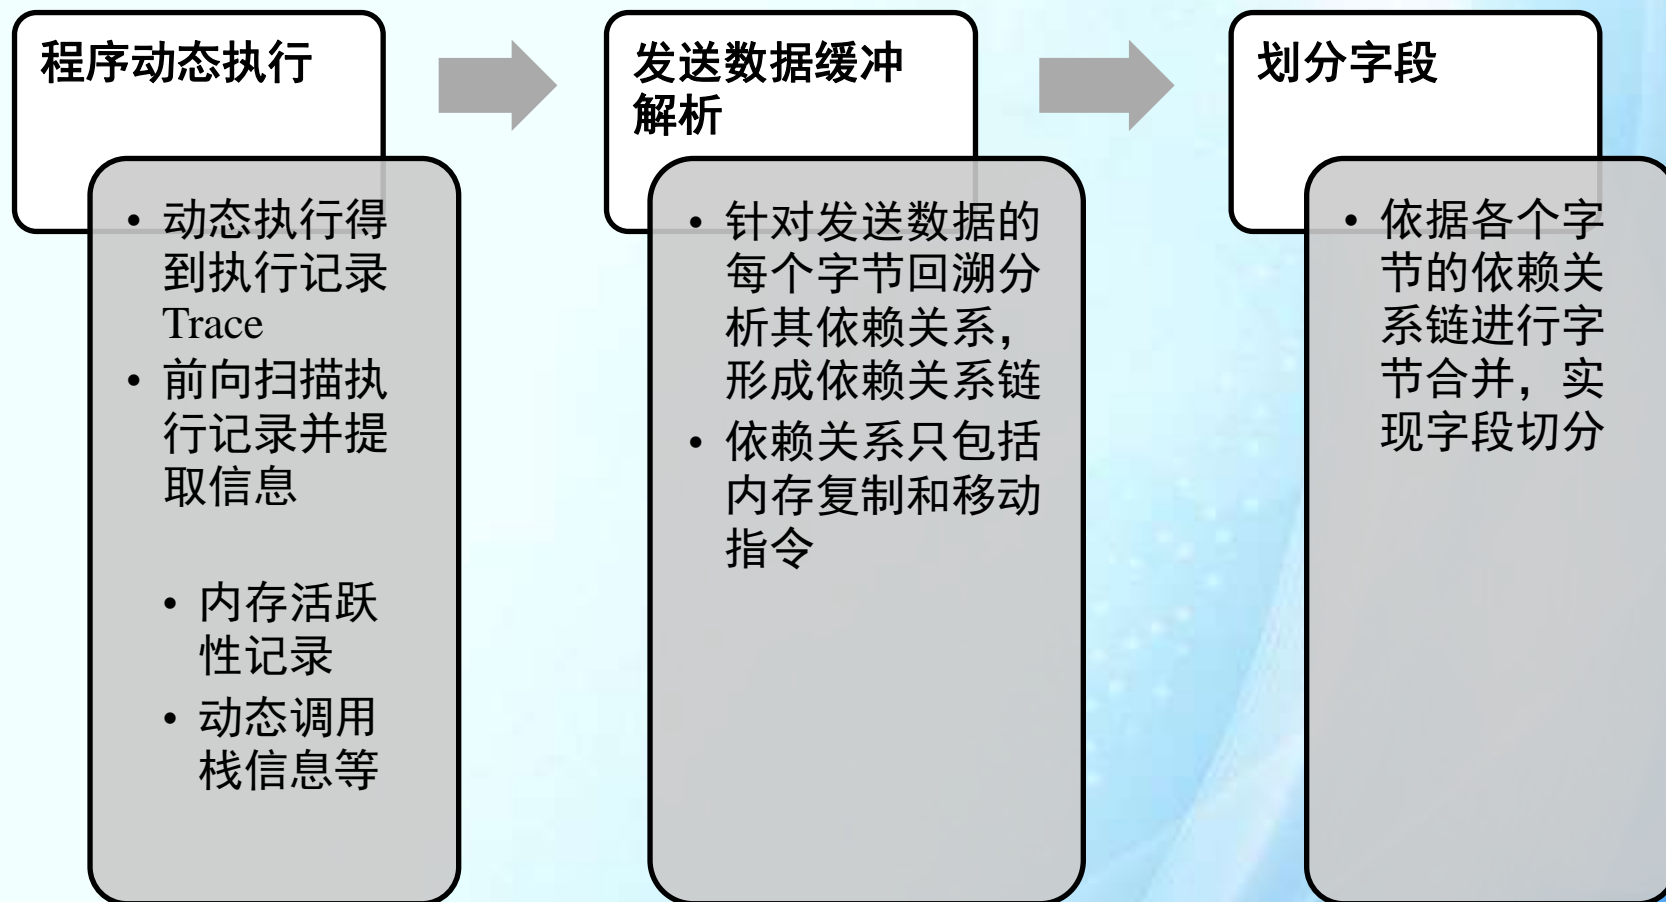 程序动态执行
• 动态执行得
到执行记录
Trace
• 前向扫描执
行记录并提
取信息
• 内存活跃
性记录
• 动态调用
栈信息等
发送数据缓冲
解析
• 针对发送数据的
每个字节回溯分
析其依赖关系，
形成依赖关系链
• 依赖关系只包括
内存复制和移动
指令
划分字段
• 依据各个字
节的依赖关
系链进行字
节合并，实
现字段切分